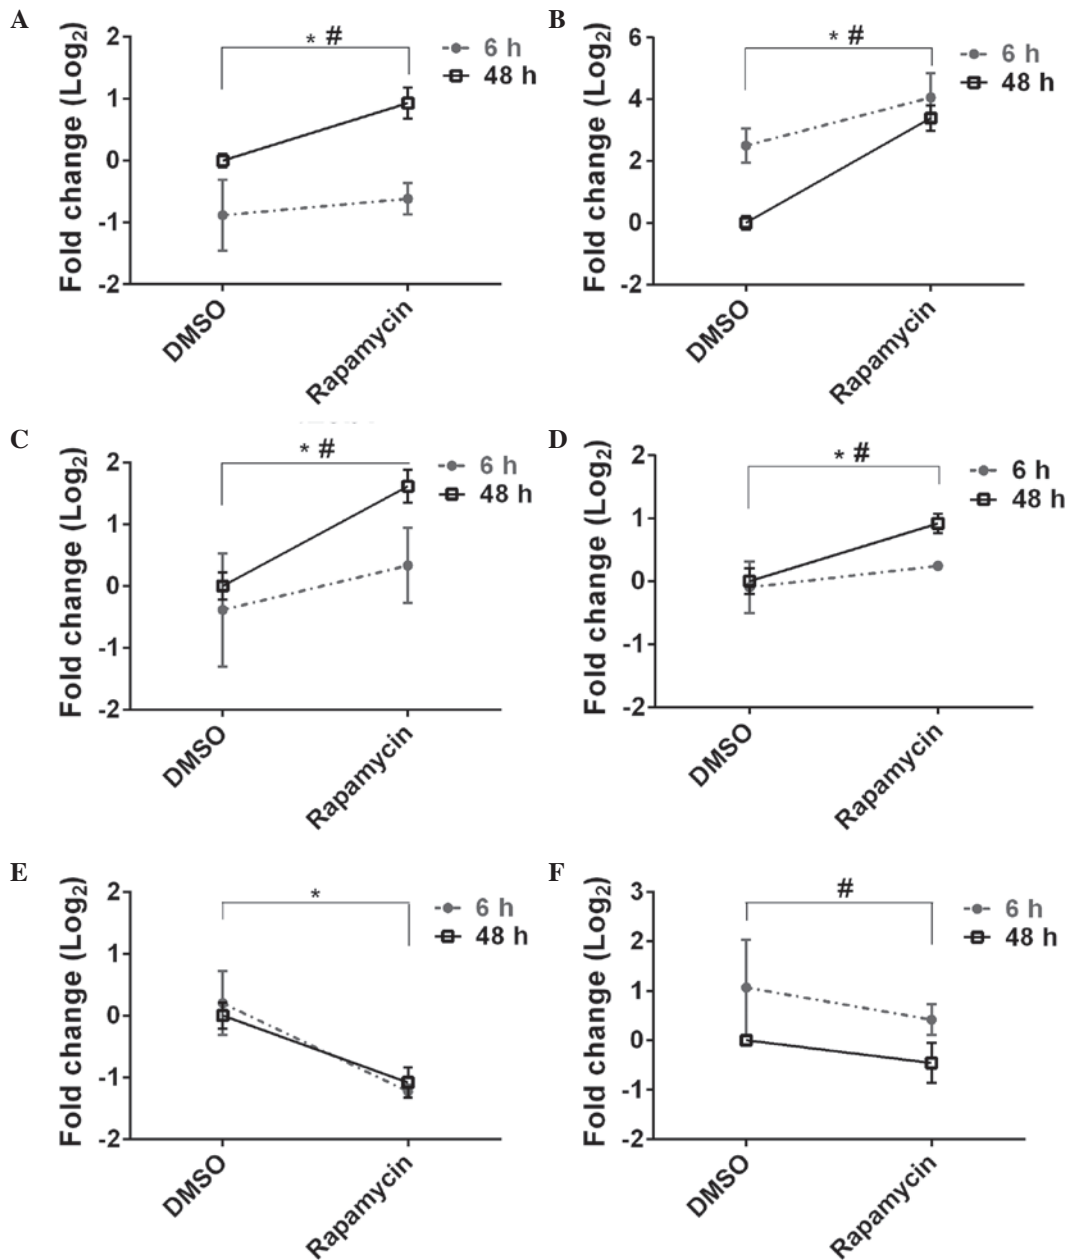 A
Fold change (Log2)
2
1
0
-1
-2
* #
6 h
48 h
DMSO
Rapamycin
B
Fold change (Log2)
6
4
2
0
-2
* #
6 h
48 h
DMSO
Rapamycin
C
Fold change (Log2)
2
1
0
-1
-2
* #
6 h
48 h
DMSO
Rapamycin
D
Fold change (Log2)
2
1
0
-1
-2
* #
6 h
48 h
DMSO
Rapamycin
E
Fold change (Log2)
2
1
0
-1
-2
*
6 h
48 h
DMSO
Rapamycin
F
Fold change (Log2)
3
2
1
0
-1
-2
#
6 h
48 h
DMSO
Rapamycin